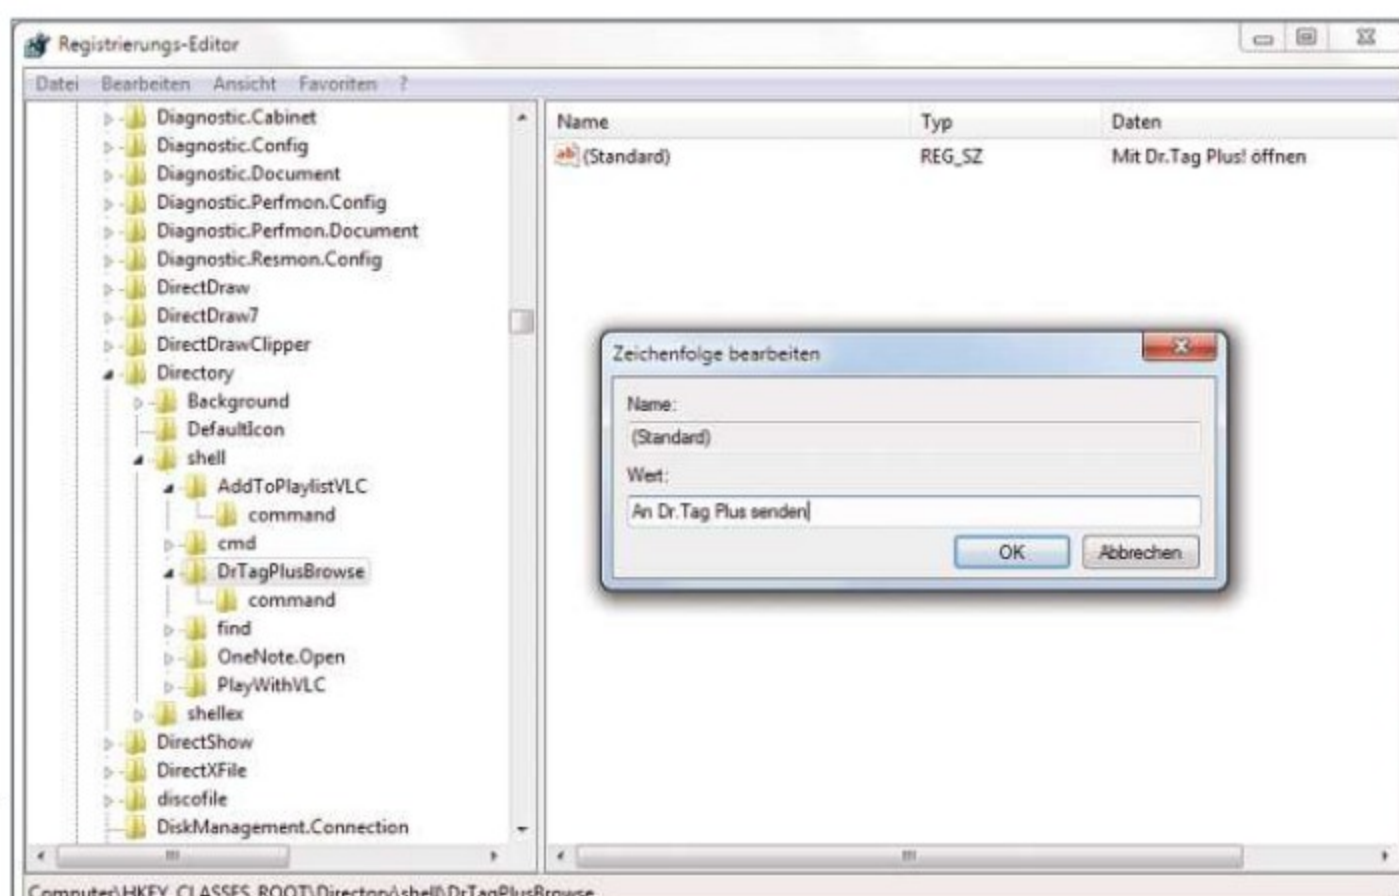 Registrierungs-Editor
Datei Bearbeiten Ansicht Favoriten ?
Diagnostic.Cabinet
Diagnostic.Config
Diagnostic.Document
Diagnostic.Perfmon.Config
Diagnostic.Perfmon.Document
Diagnostic.Resmon.Config
DirectDraw
DirectDraw7
DirectDrawClipper
Directory
Background
DefaultIcon
shell
AddToPlaylistVLC
command
cmd
DrTagPlusBrowse
command
find
OneNote.Open
PlayWithVLC
shellex
DirectShow
DirectXFile
discofile
DiskManagement.Connection
Name Typ Daten
ab (Standard) REG_SZ Mit Dr.Tag Plus! öffnen
Zeichenfolge bearbeiten
Name:
(Standard)
Wert:
An Dr.Tag Plus senden
OK Abbrechen
Computer\HKEY_CLASSES_ROOT\Directory\shell\DrTagPlusBrowse